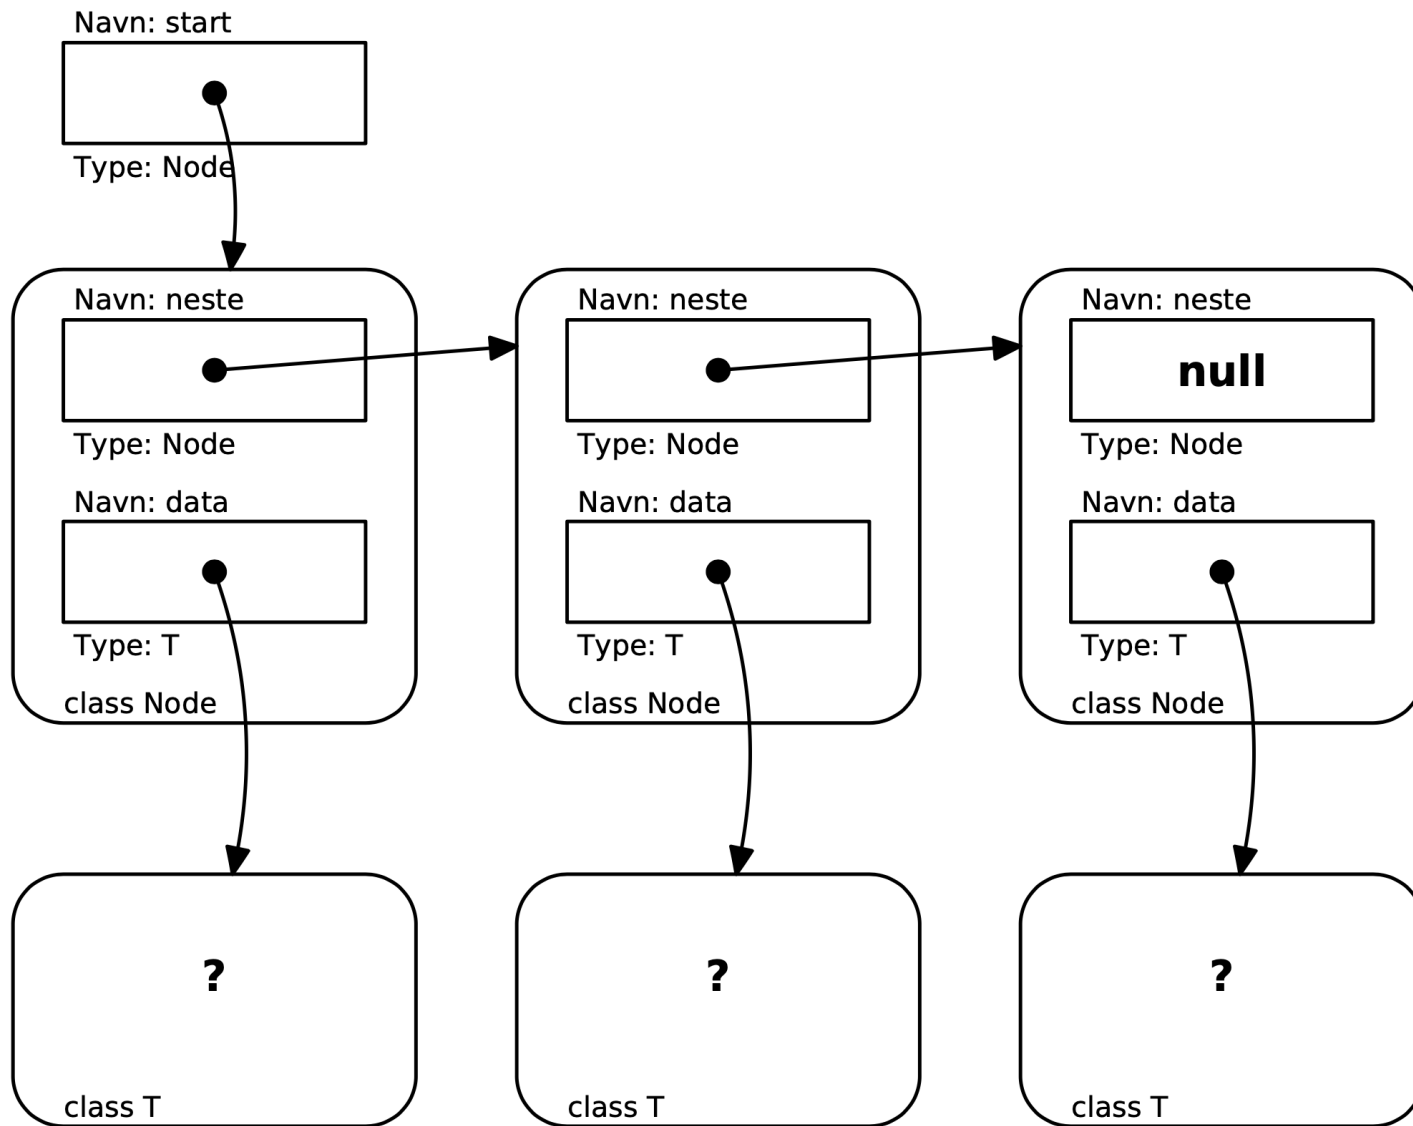 Navn: start
Type: Node
Navn: neste
Type: Node
Navn: data
Type: T
class Node
Navn: neste
Type: Node
Navn: data
Type: T
class Node
Navn: neste
null
Type: Node
Navn: data
Type: T
class Node
?
class T
?
class T
?
class T